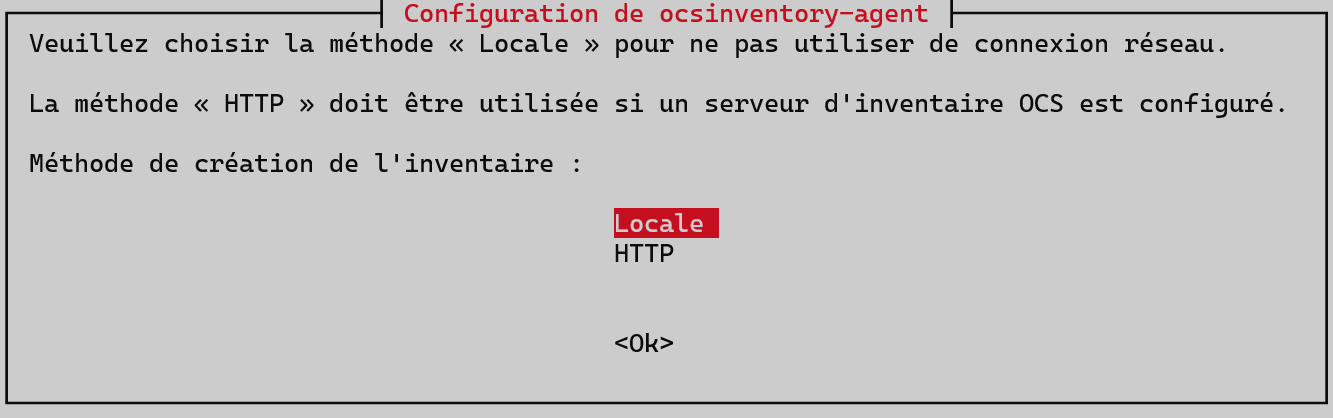 Configuration de ocsinventory-agent
Veuillez choisir la méthode « Locale » pour ne pas utiliser de connexion réseau.
La méthode « HTTP » doit être utilisée si un serveur d'inventaire OCS est configuré.
Méthode de création de l'inventaire :
Locale
HTTP
<Ok>